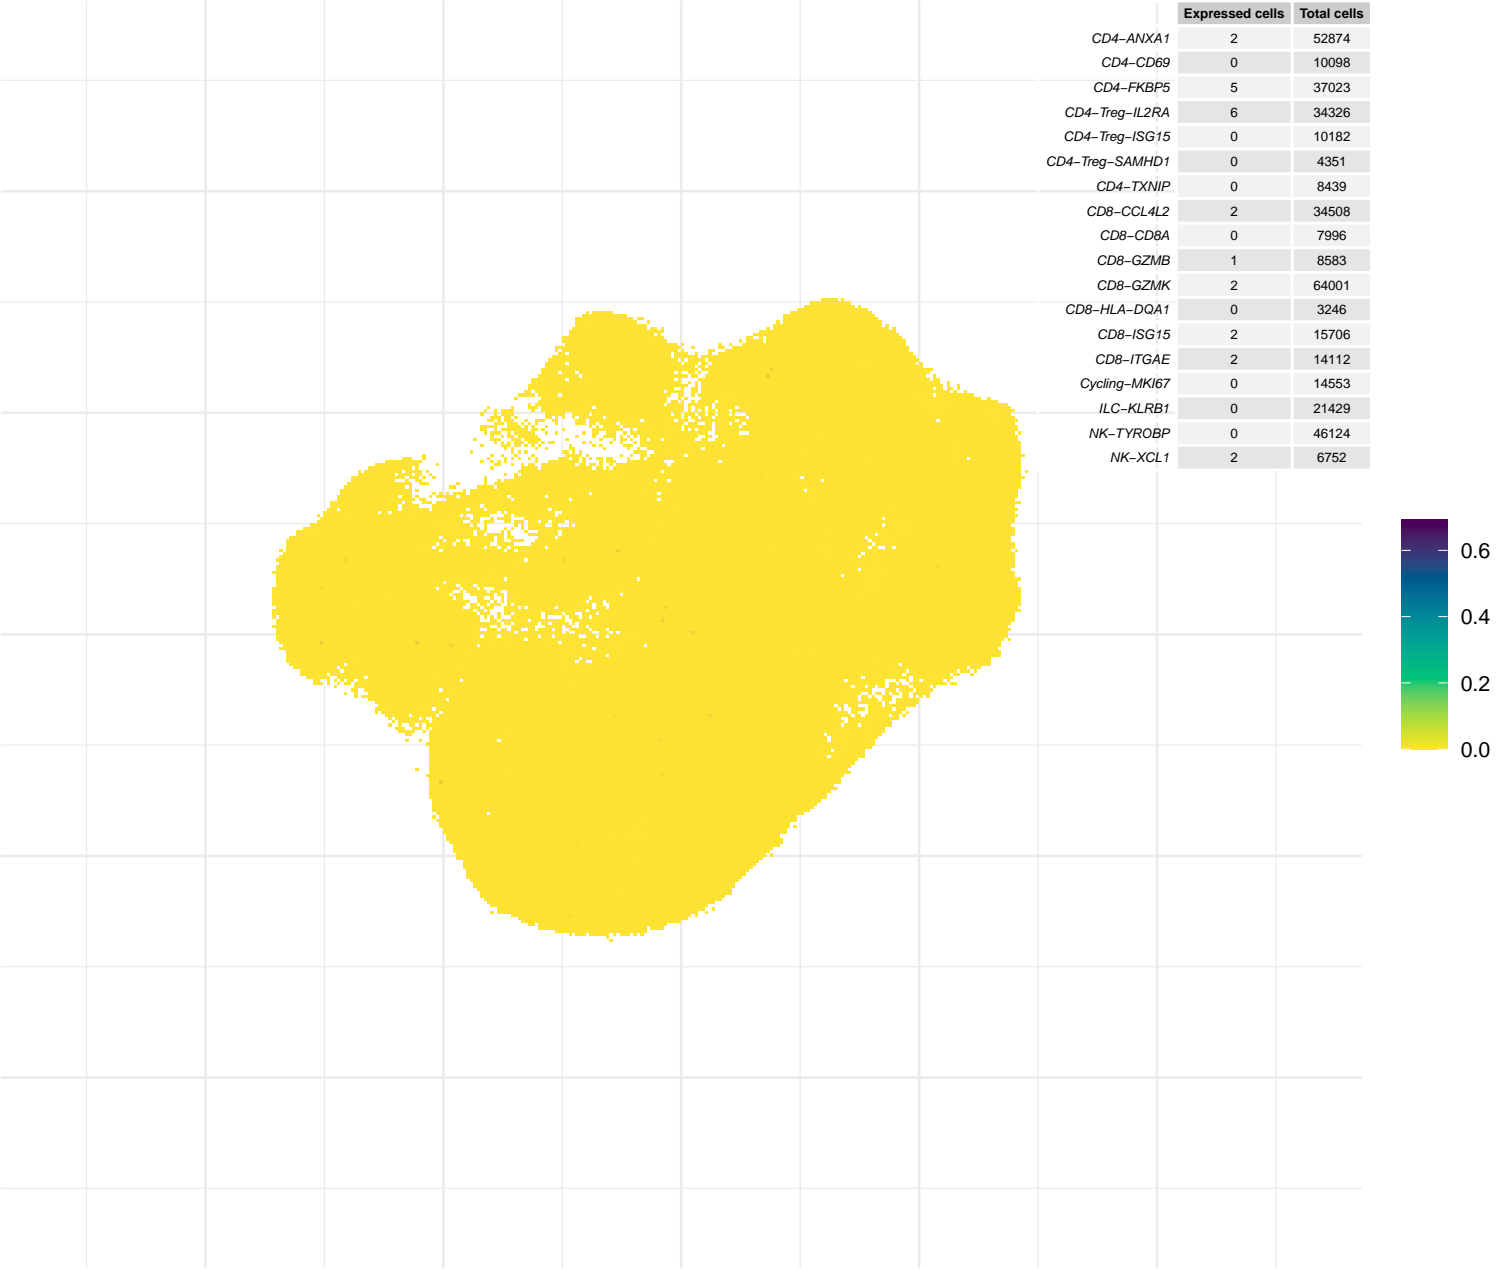 Expressed cells Total cells
CD4−ANXA1 2 52874
CD4−CD69 0 10098
CD4−FKBP5 5 37023
CD4−Treg−IL2RA 6 34326
CD4−Treg−ISG15 0 10182
CD4−Treg−SAMHD1 0 4351
CD4−TXNIP 0 8439
CD8−CCL4L2 2 34508
CD8−CD8A 0 7996
CD8−GZMB 1 8583
CD8−GZMK 2 64001
CD8−HLA−DQA1 0 3246
CD8−ISG15 2 15706
CD8−ITGAE 2 14112
Cycling−MKI67 0 14553
ILC−KLRB1 0 21429
NK−TYROBP 0 46124
NK−XCL1 2 6752
0.6
0.4
0.2
0.0